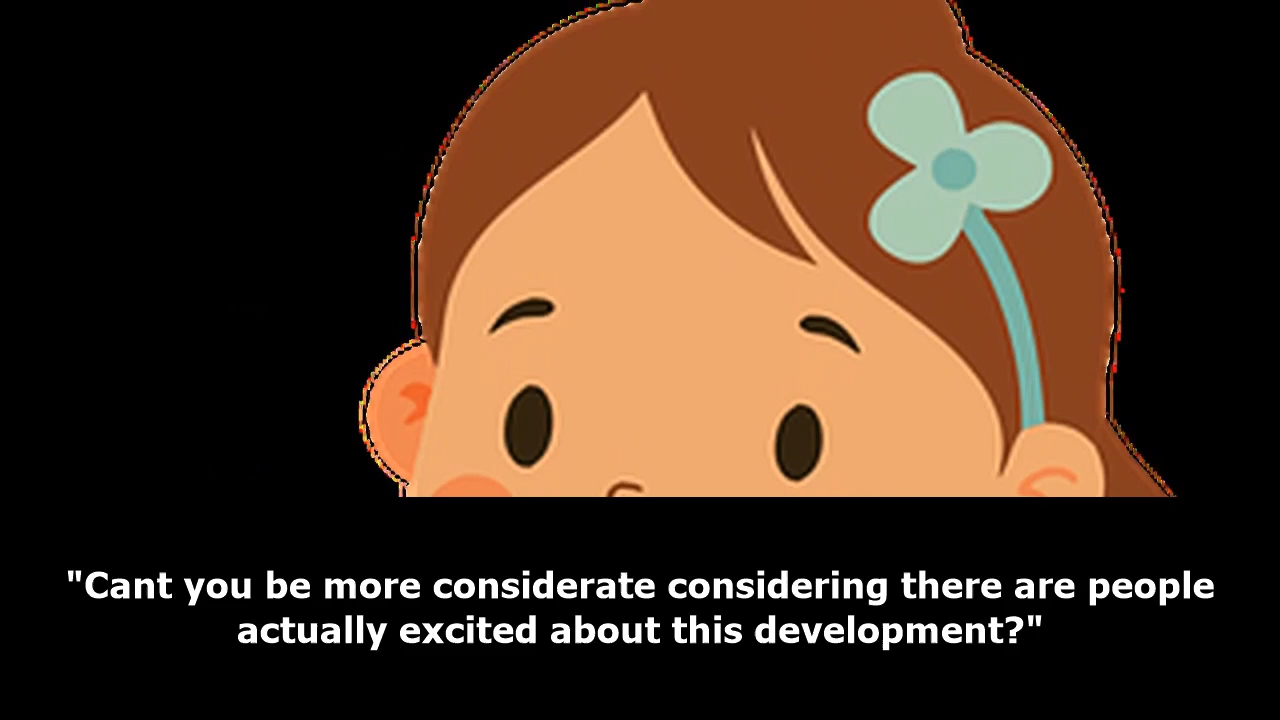 "Cant you be more considerate considering there are people
actually excited about this development?"